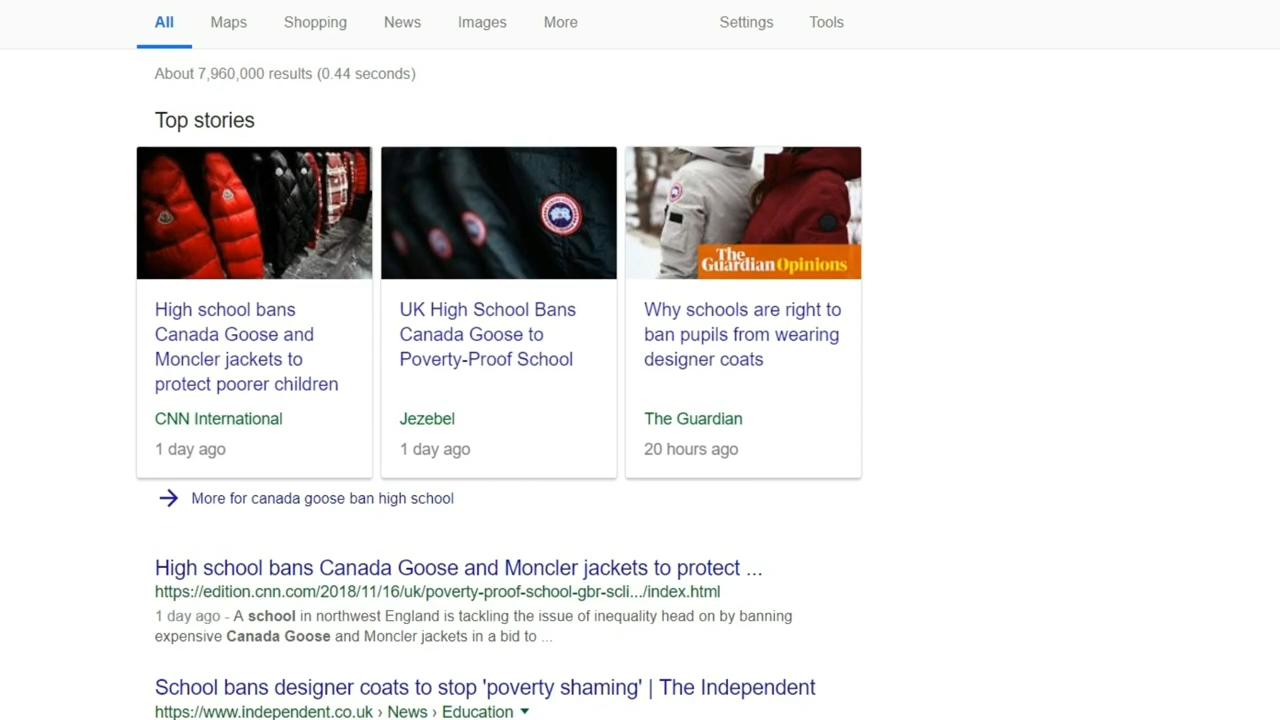 All Maps Shopping News Images More Settings Tools
About 7,960,000 results (0.44 seconds)
Top stories
The
Guardian Opinions
High school bans
Canada Goose and
Moncler jackets to
protect poorer children
CNN International
1 day ago
UK High School Bans
Canada Goose to
Poverty-Proof School
Jezebel
1 day ago
Why schools are right to
ban pupils from wearing
designer coats
The Guardian
20 hours ago
More for canada goose ban high school
High school bans Canada Goose and Moncler jackets to protect ...
https://edition.cnn.com/2018/11/16/uk/poverty-proof-school-gbr-scli.../index.html
1 day ago - A school in northwest England is tackling the issue of inequality head on by banning
expensive Canada Goose and Moncler jackets in a bid to ...
School bans designer coats to stop 'poverty shaming' | The Independent
https://www.independent.co.uk › News › Education